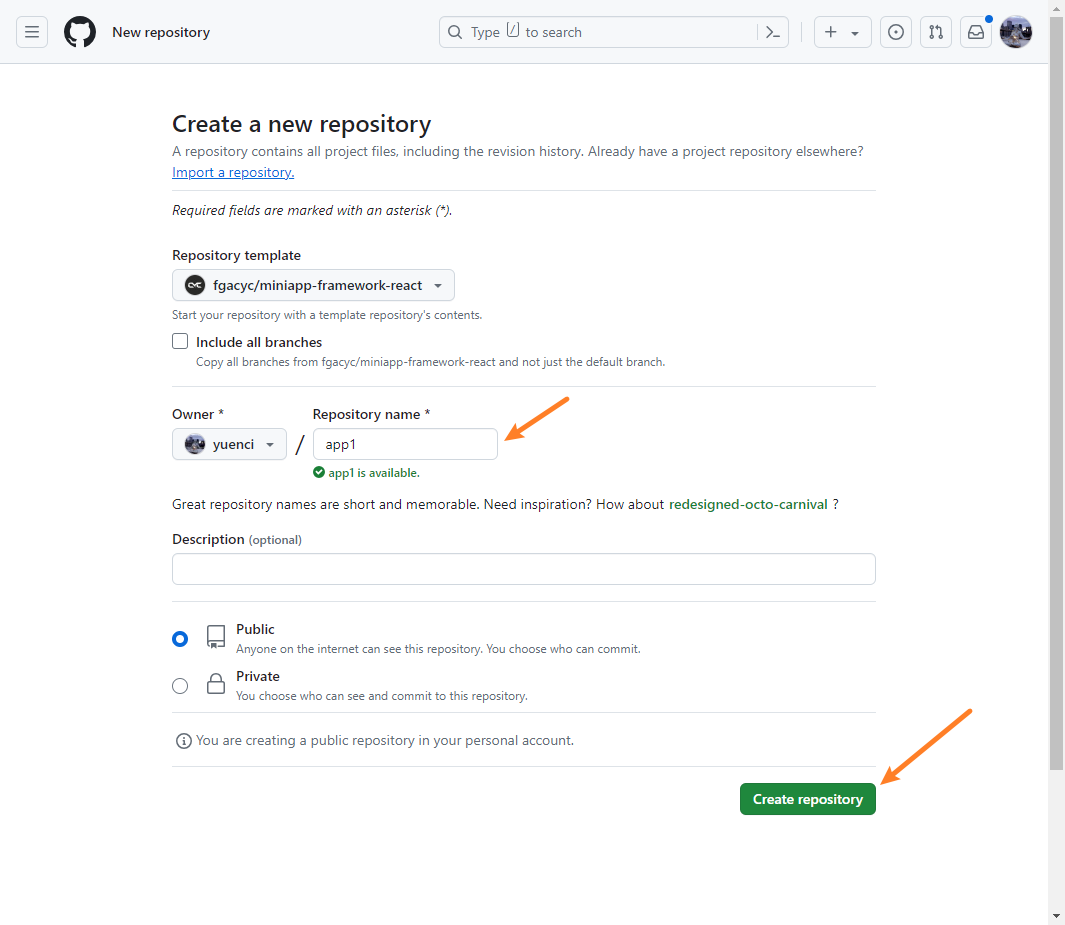 New repository
Type / to search
Create a new repository
A repository contains all project files, including the revision history. Already have a project repository elsewhere?
Import a repository.
Required fields are marked with an asterisk (*).
Repository template
fgacyc/miniapp-framework-react
Start your repository with a template repository's contents.
Include all branches
Copy all branches from fgacyc/miniapp-framework-react and not just the default branch.
Owner * Repository name *
yuenci / app1
app1 is available.
Great repository names are short and memorable. Need inspiration? How about redesigned-octo-carnival ?
Description (optional)
Public
Anyone on the internet can see this repository. You choose who can commit.
Private
You choose who can see and commit to this repository.
You are creating a public repository in your personal account.
Create repository